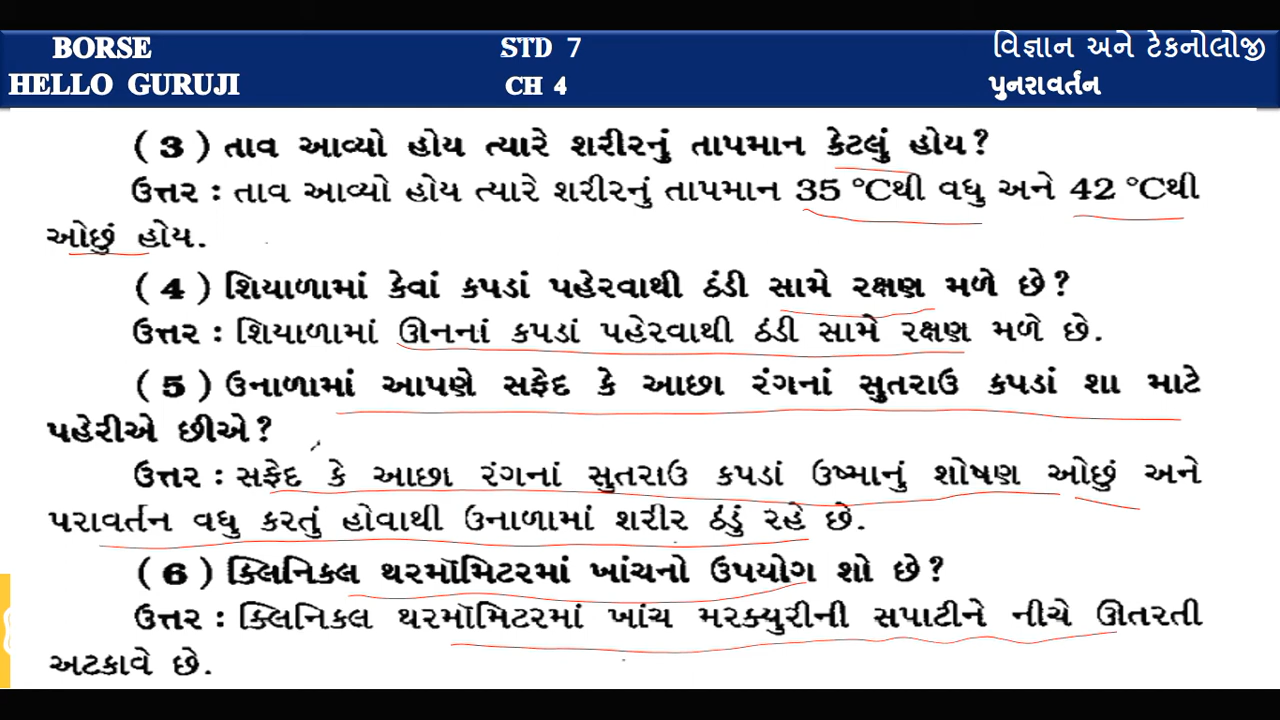 BORSE STD 7 વિજ્ઞાન અને ટેકનોલોજી
HELLO GURUJI CH 4 પુનરાવર્તન
( 3 ) તાવ આવ્યો હોય ત્યારે શરીરનું તાપમાન કેટલું હોય?
ઉત્તર : તાવ આવ્યો હોય ત્યારે શરીરનું તાપમાન 35 °Cથી વધુ અને 42 °Cથી
ઓછું હોય.
( 4 ) શિયાળામાં કેવાં કપડાં પહેરવાથી ઠંડી સામે રક્ષણ મળે છે?
ઉત્તર : શિયાળામાં ઊનનાં કપડાં પહેરવાથી ઠંડી સામે રક્ષણ મળે છે.
( 5 ) ઉનાળામાં આપણે સફેદ કે આછા રંગનાં સુતરાઉ કપડાં શા માટે
પહેરીએ છીએ?
ઉત્તર : સફેદ કે આછા રંગનાં સુતરાઉ કપડાં ઉષ્માનું શોષણ ઓછું અને
પરાવર્તન વધુ કરતું હોવાથી ઉનાળામાં શરીર ઠંડું રહે છે.
( 6 ) ક્લિનિકલ થરમૉમિટરમાં ખાંચનો ઉપયોગ શો છે?
ઉત્તર : ક્લિનિકલ થરમૉમિટરમાં ખાંચ મરક્યુરીની સપાટીને નીચે ઊતરતી
અટકાવે છે.